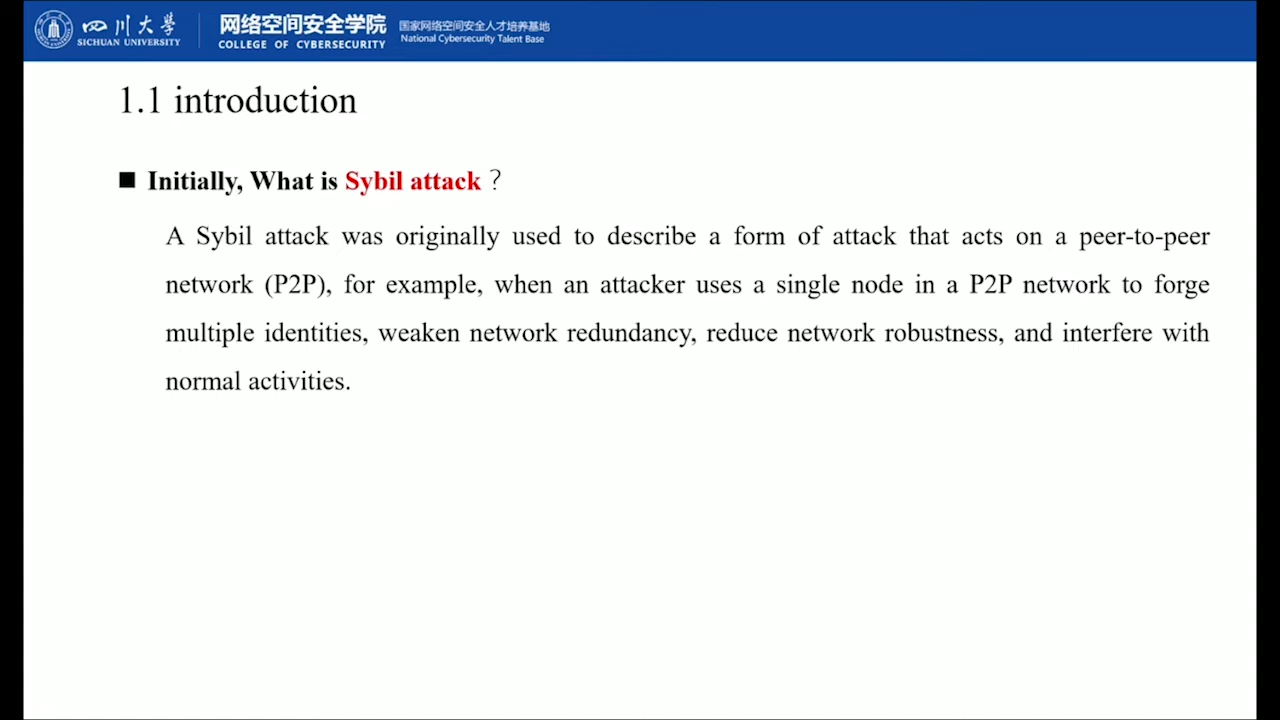 四川大学
SICHUAN UNIVERSITY
网络空间安全学院
COLLEGE OF CYBERSECURITY
国家网络空间安全人才培养基地
National Cybersecurity Talent Base
1.1 introduction
■ Initially, What is Sybil attack？
A Sybil attack was originally used to describe a form of attack that acts on a peer-to-peer
network (P2P), for example, when an attacker uses a single node in a P2P network to forge
multiple identities, weaken network redundancy, reduce network robustness, and interfere with
normal activities.